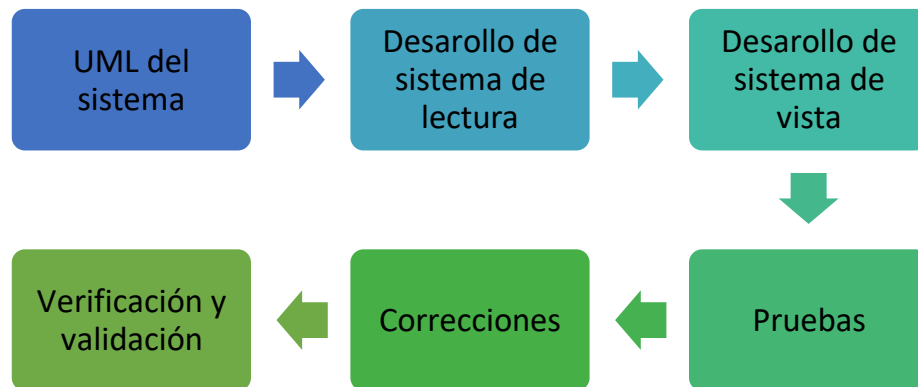 UML del
sistema
Desarollo de
sistema de
lectura
Desarollo de
sistema de
vista
Pruebas
Correcciones
Verificación y
validación